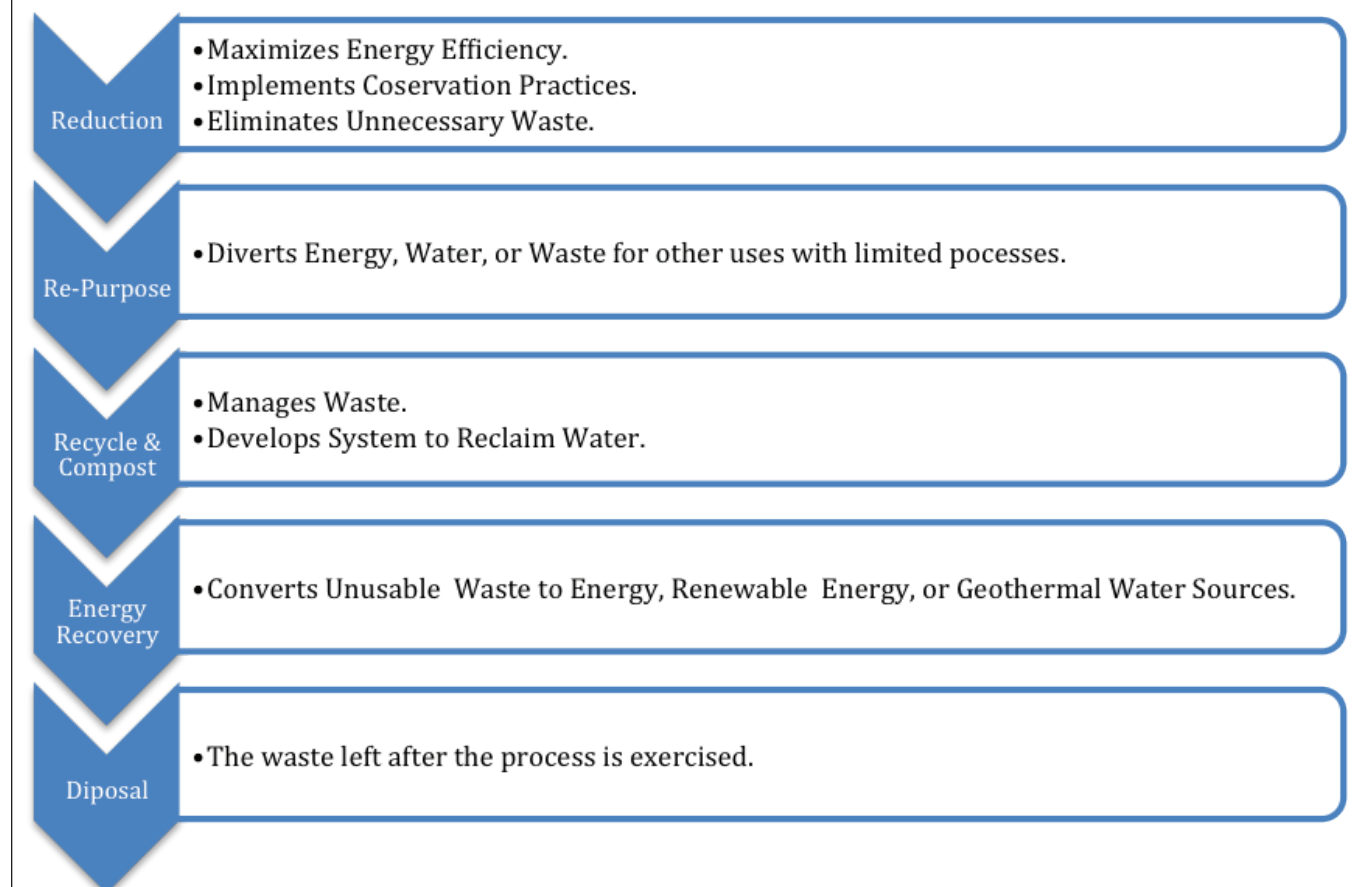 Reduction
•Maximizes Energy Efficiency.
•Implements Coservation Practices.
•Eliminates Unnecessary Waste.
Re-Purpose
•Diverts Energy, Water, or Waste for other uses with limited pocesses.
Recycle &
Compost
•Manages Waste.
•Develops System to Reclaim Water.
Energy
Recovery
•Converts Unusable  Waste to Energy, Renewable  Energy, or Geothermal Water Sources.
Diposal
•The waste left after the process is exercised.